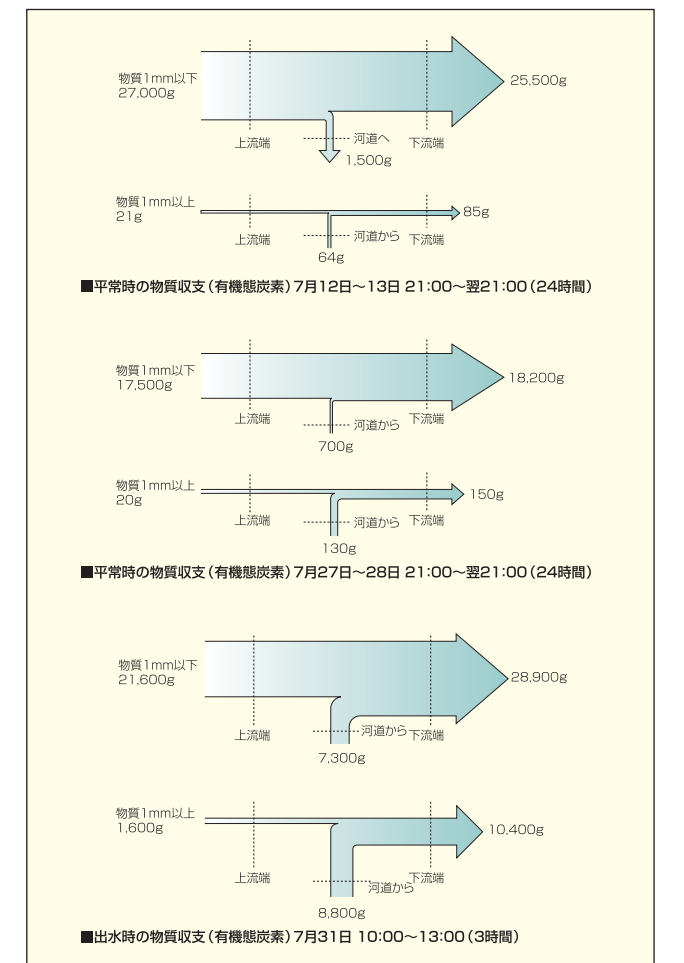 物質1mm以下
27,000g
25,500g
上流端
河道へ
下流端
1,500g
物質1mm以上
21g
85g
上流端
河道から
下流端
64g
■平常時の物質収支（有機態炭素）7月12日〜13日 21:00〜翌21:00（24時間）
物質1mm以下
17,500g
18,200g
上流端
河道から
下流端
700g
物質1mm以上
20g
150g
上流端
河道から
下流端
130g
■平常時の物質収支（有機態炭素）7月27日〜28日 21:00〜翌21:00（24時間）
物質1mm以下
21,600g
28,900g
上流端
河道から
下流端
7,300g
物質1mm以上
1,600g
10,400g
上流端
河道から
下流端
8,800g
■出水時の物質収支（有機態炭素）7月31日 10:00〜13:00（3時間）